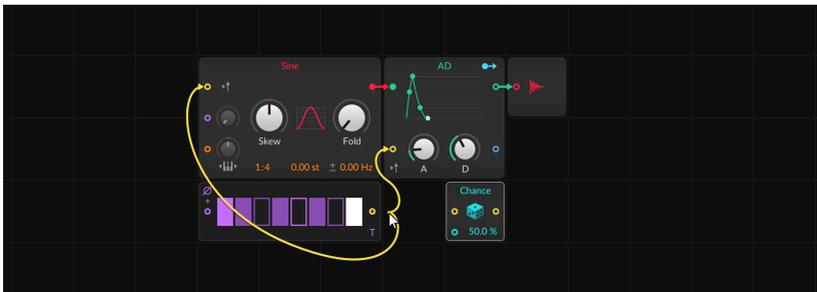 Sine
AD
Skew
Fold
1:4
0.00 st
± 0.00 Hz
A
D
Ø
+
T
Chance
50.0 %